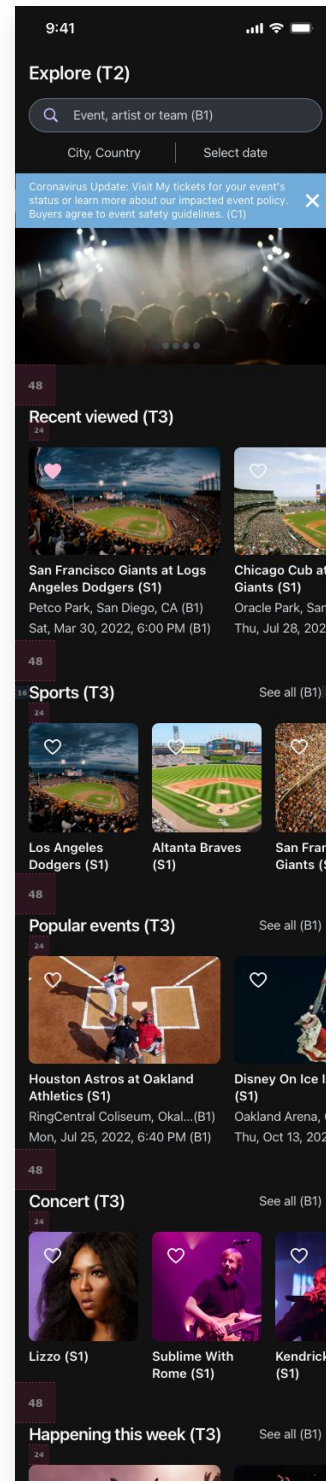 9:41
Explore (T2)
Event, artist or team (B1)
City, Country
Select date
Coronavirus Update: Visit My tickets for your event's
status or learn more about our impacted event policy.
Buyers agree to event safety guidelines. (C1)
48
Recent viewed (T3)
24
San Francisco Giants at Logs
Angeles Dodgers (S1)
Petco Park, San Diego, CA (B1)
Sat, Mar 30, 2022, 6:00 PM (B1)
Chicago Cub at
Giants (S1)
Oracle Park, San
Thu, Jul 28, 202
48
16
Sports (T3)
See all (B1)
24
Los Angeles
Dodgers (S1)
Altanta Braves
(S1)
San Fran
Giants (S
48
Popular events (T3)
See all (B1)
24
Houston Astros at Oakland
Athletics (S1)
RingCentral Coliseum, Okal...(B1)
Mon, Jul 25, 2022, 6:40 PM (B1)
Disney On Ice I
(S1)
Oakland Arena,
Thu, Oct 13, 202
48
Concert (T3)
See all (B1)
24
Lizzo (S1)
Sublime With
Rome (S1)
Kendrick
(S1)
48
Happening this week (T3)
See all (B1)
24